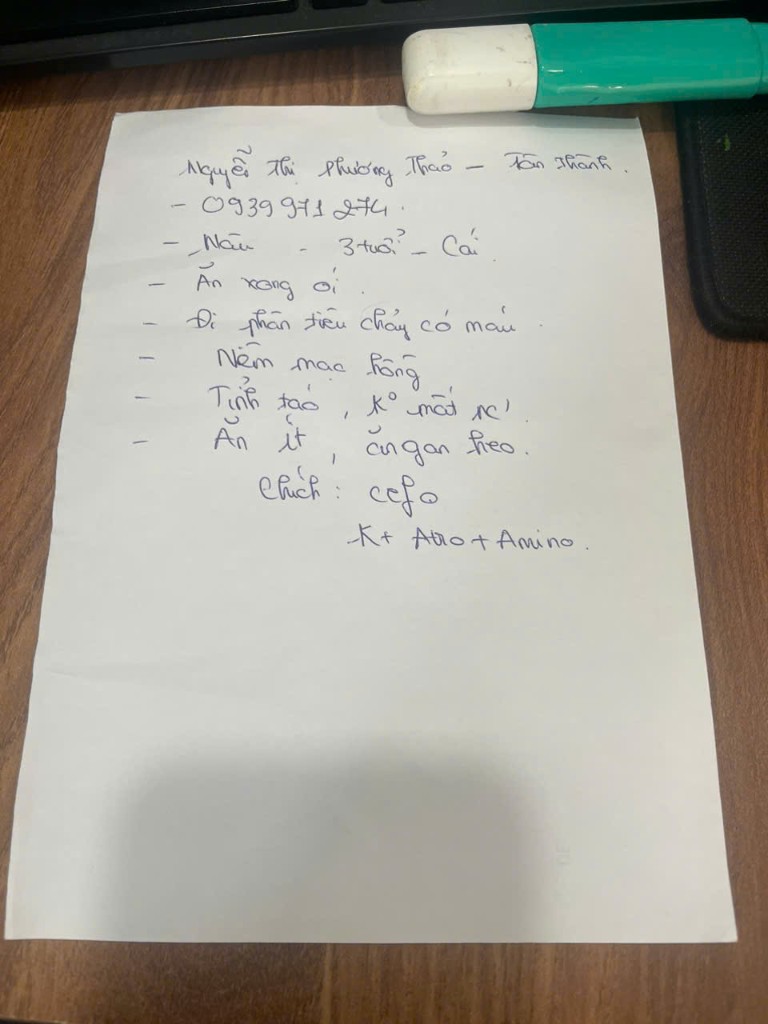 Nguyễn Thị Phương Thảo - Tân Thành.
- 0939 971 274.
- Nâu - 3 tuổi - Cái
- Ăn xong ói.
- Đi phân tiêu chảy có máu.
- Niêm mạc hồng
- Tỉnh táo, K° mất nc'.
- Ăn ít, ăn gan heo.
Chích: cefo
K + Atro + Amino.